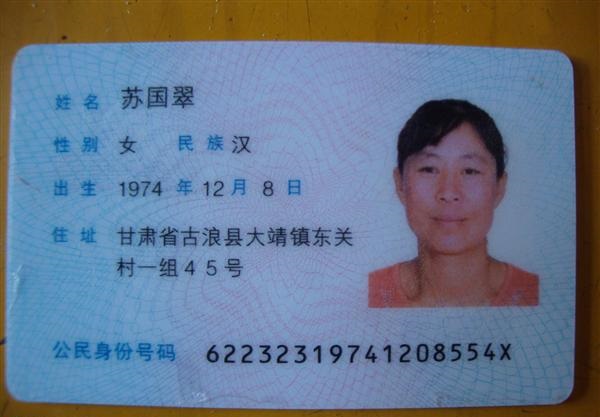 姓名 苏国翠
性别 女 民族 汉
出生 1974 年 12 月 8 日
住址 甘肃省古浪县大靖镇东关
村一组45号
公民身份号码 62232319741208554X